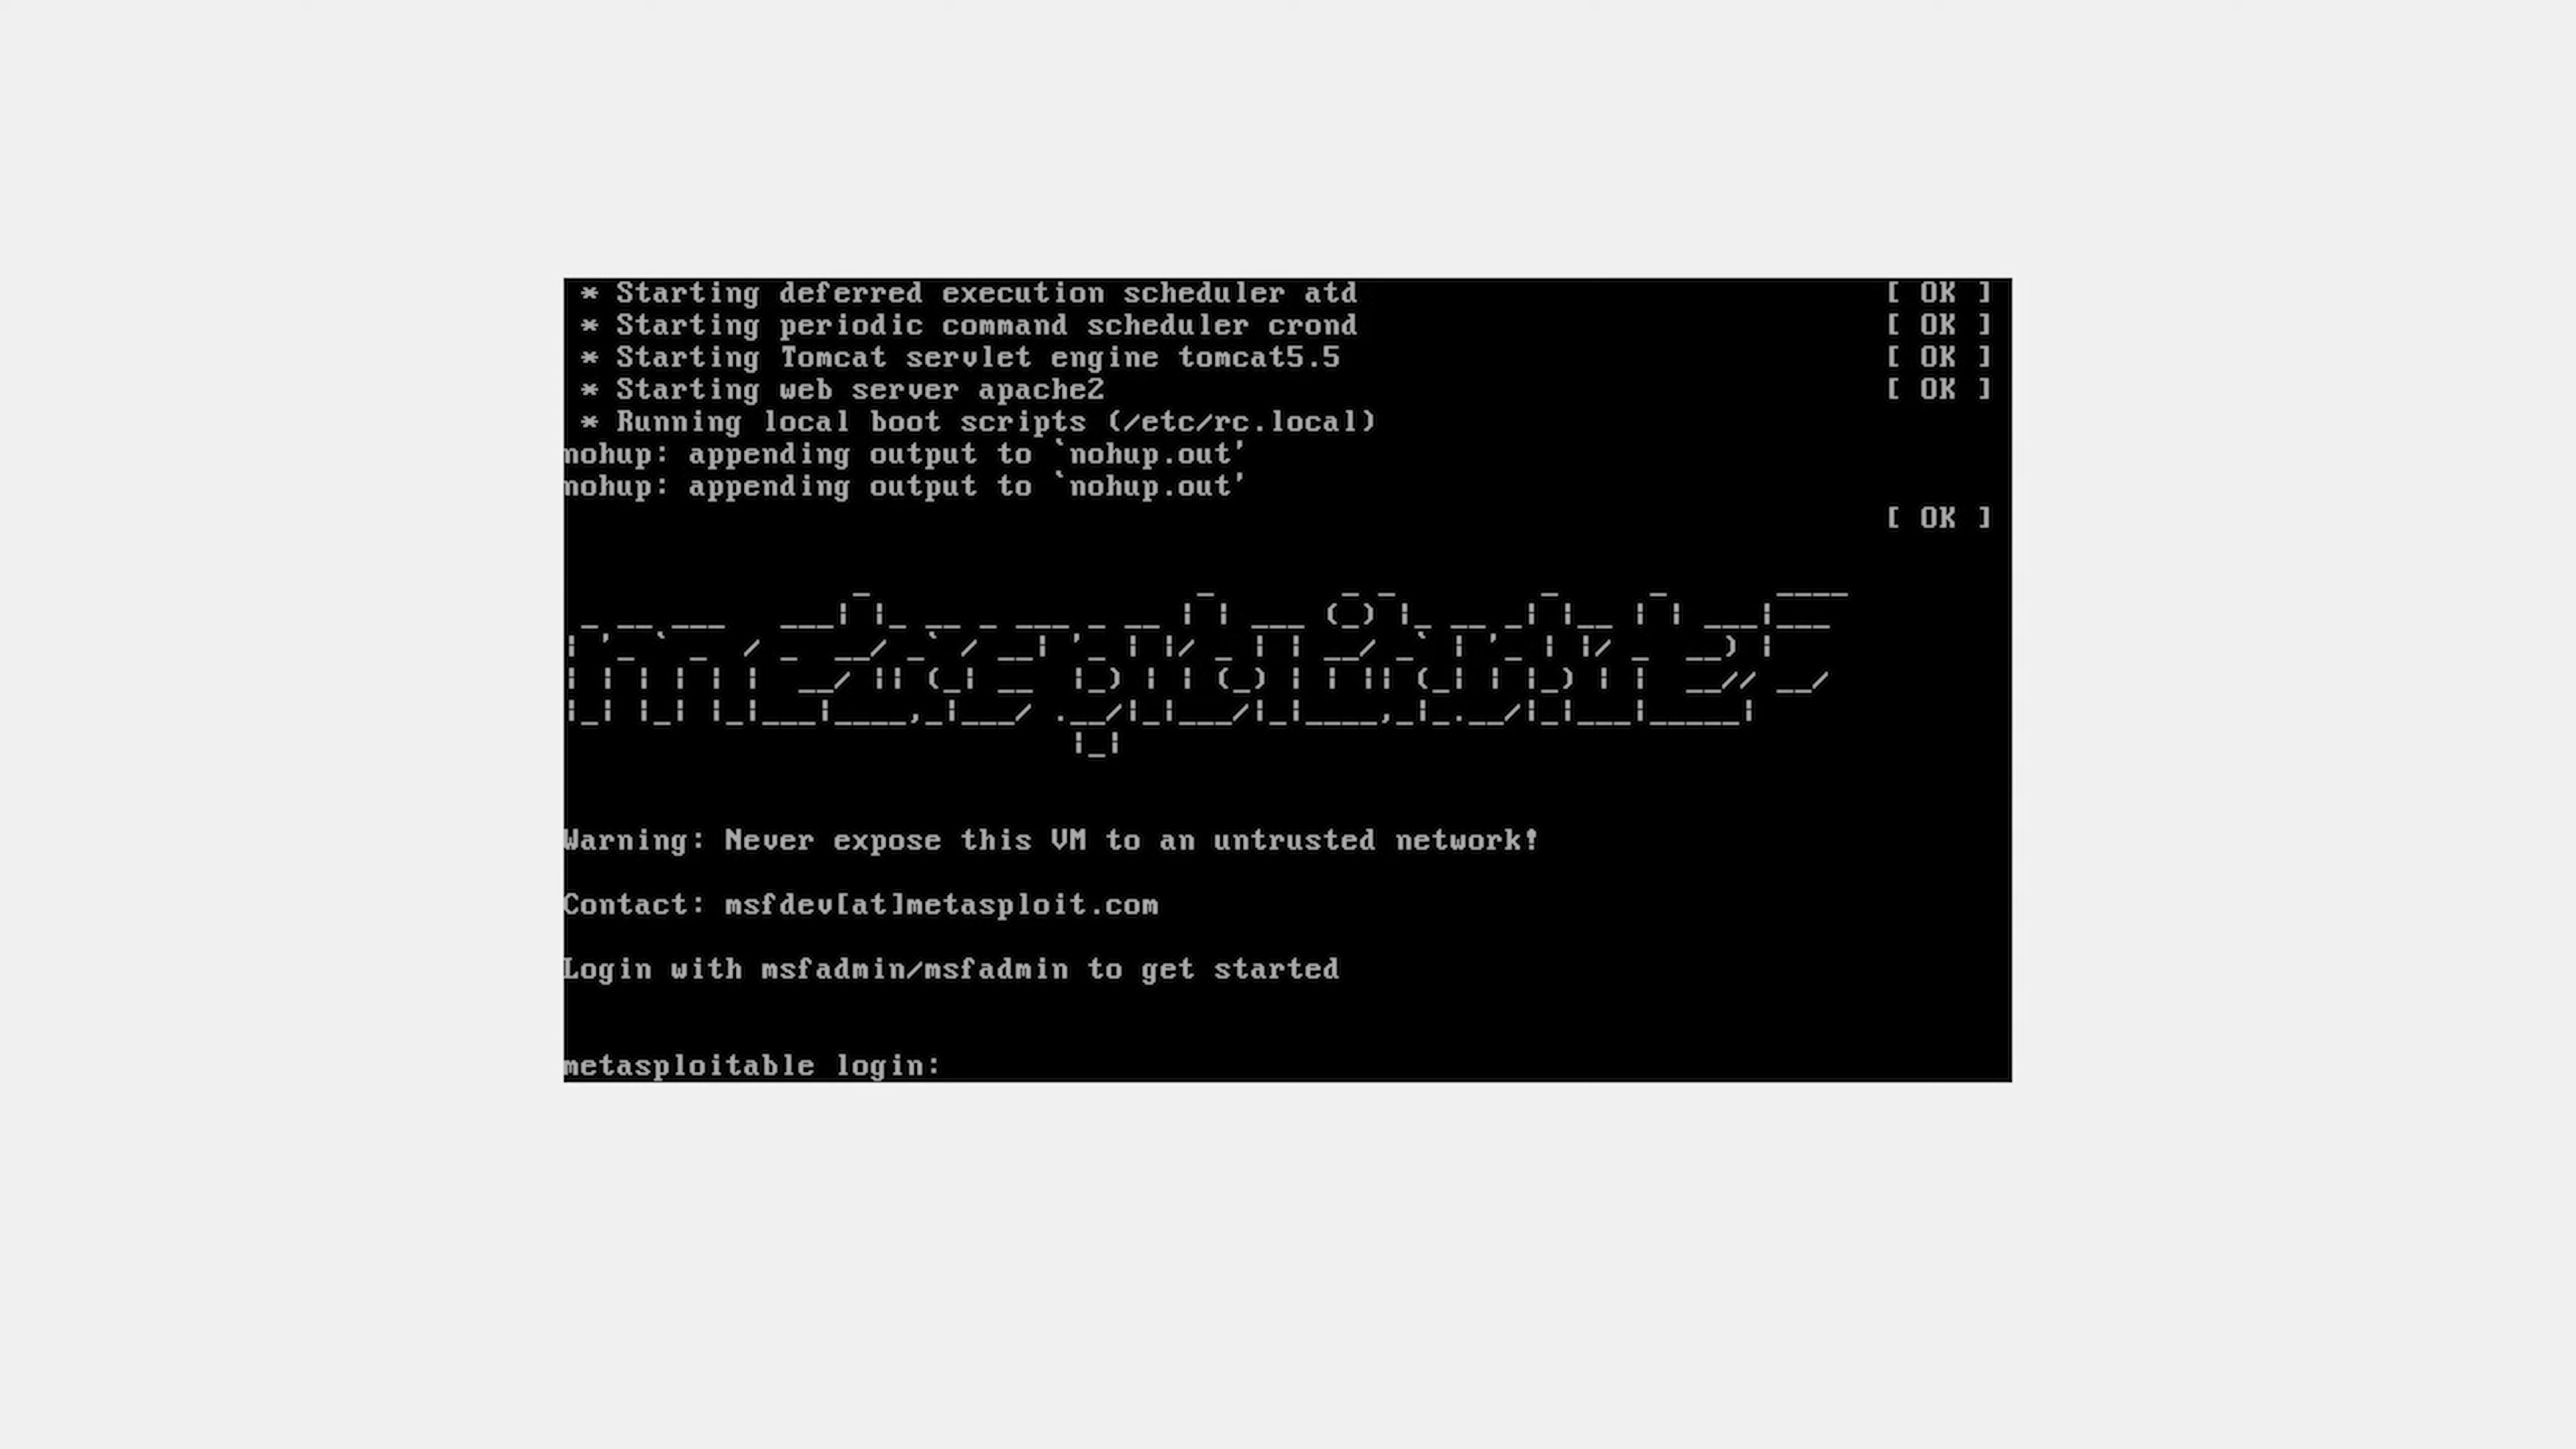 * Starting deferred execution scheduler atd [ OK ]
* Starting periodic command scheduler crond [ OK ]
* Starting Tomcat servlet engine tomcat5.5 [ OK ]
* Starting web server apache2 [ OK ]
* Running local boot scripts (/etc/rc.local)
nohup: appending output to `nohup.out'
nohup: appending output to `nohup.out'
[ OK ]
metasploitable2
Warning: Never expose this VM to an untrusted network!
Contact: msfdev[at]metasploit.com
Login with msfadmin/msfadmin to get started
metasploitable login: